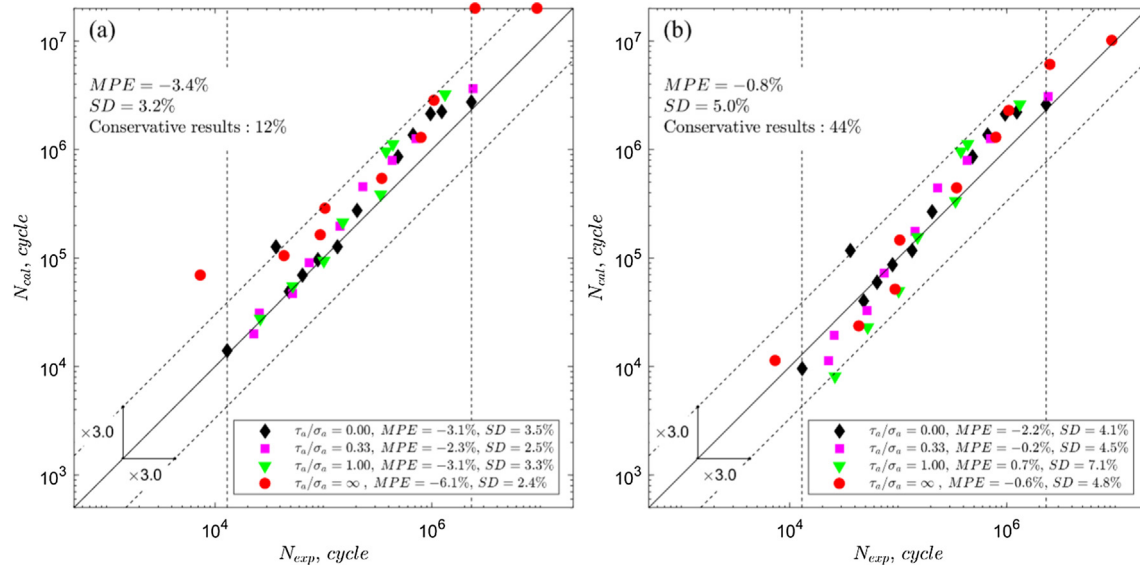 (a)
MPE = −3.4%
SD = 3.2%
Conservative results : 12%
10^7
10^6
10^5
10^4
10^3
N_cal, cycle
×3.0
×3.0
τ_a/σ_a = 0.00, MPE = −3.1%, SD = 3.5%
τ_a/σ_a = 0.33, MPE = −2.3%, SD = 2.5%
τ_a/σ_a = 1.00, MPE = −3.1%, SD = 3.3%
τ_a/σ_a = ∞ , MPE = −6.1%, SD = 2.4%
10^4
10^6
N_exp, cycle
(b)
MPE = −0.8%
SD = 5.0%
Conservative results : 44%
10^7
10^6
10^5
10^4
10^3
N_cal, cycle
×3.0
×3.0
τ_a/σ_a = 0.00, MPE = −2.2%, SD = 4.1%
τ_a/σ_a = 0.33, MPE = −0.2%, SD = 4.5%
τ_a/σ_a = 1.00, MPE = 0.7%, SD = 7.1%
τ_a/σ_a = ∞ , MPE = −0.6%, SD = 4.8%
10^4
10^6
N_exp, cycle